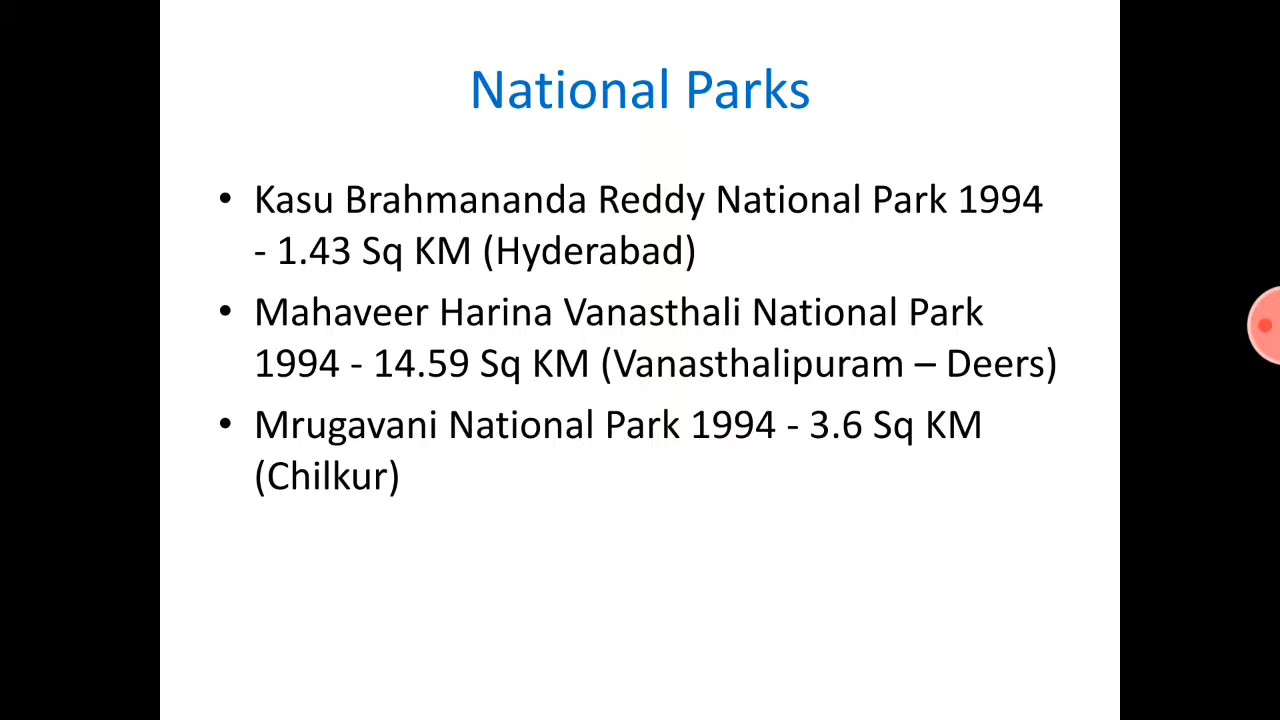 National Parks
• Kasu Brahmananda Reddy National Park 1994
- 1.43 Sq KM (Hyderabad)
• Mahaveer Harina Vanasthali National Park
1994 - 14.59 Sq KM (Vanasthalipuram – Deers)
• Mrugavani National Park 1994 - 3.6 Sq KM
(Chilkur)